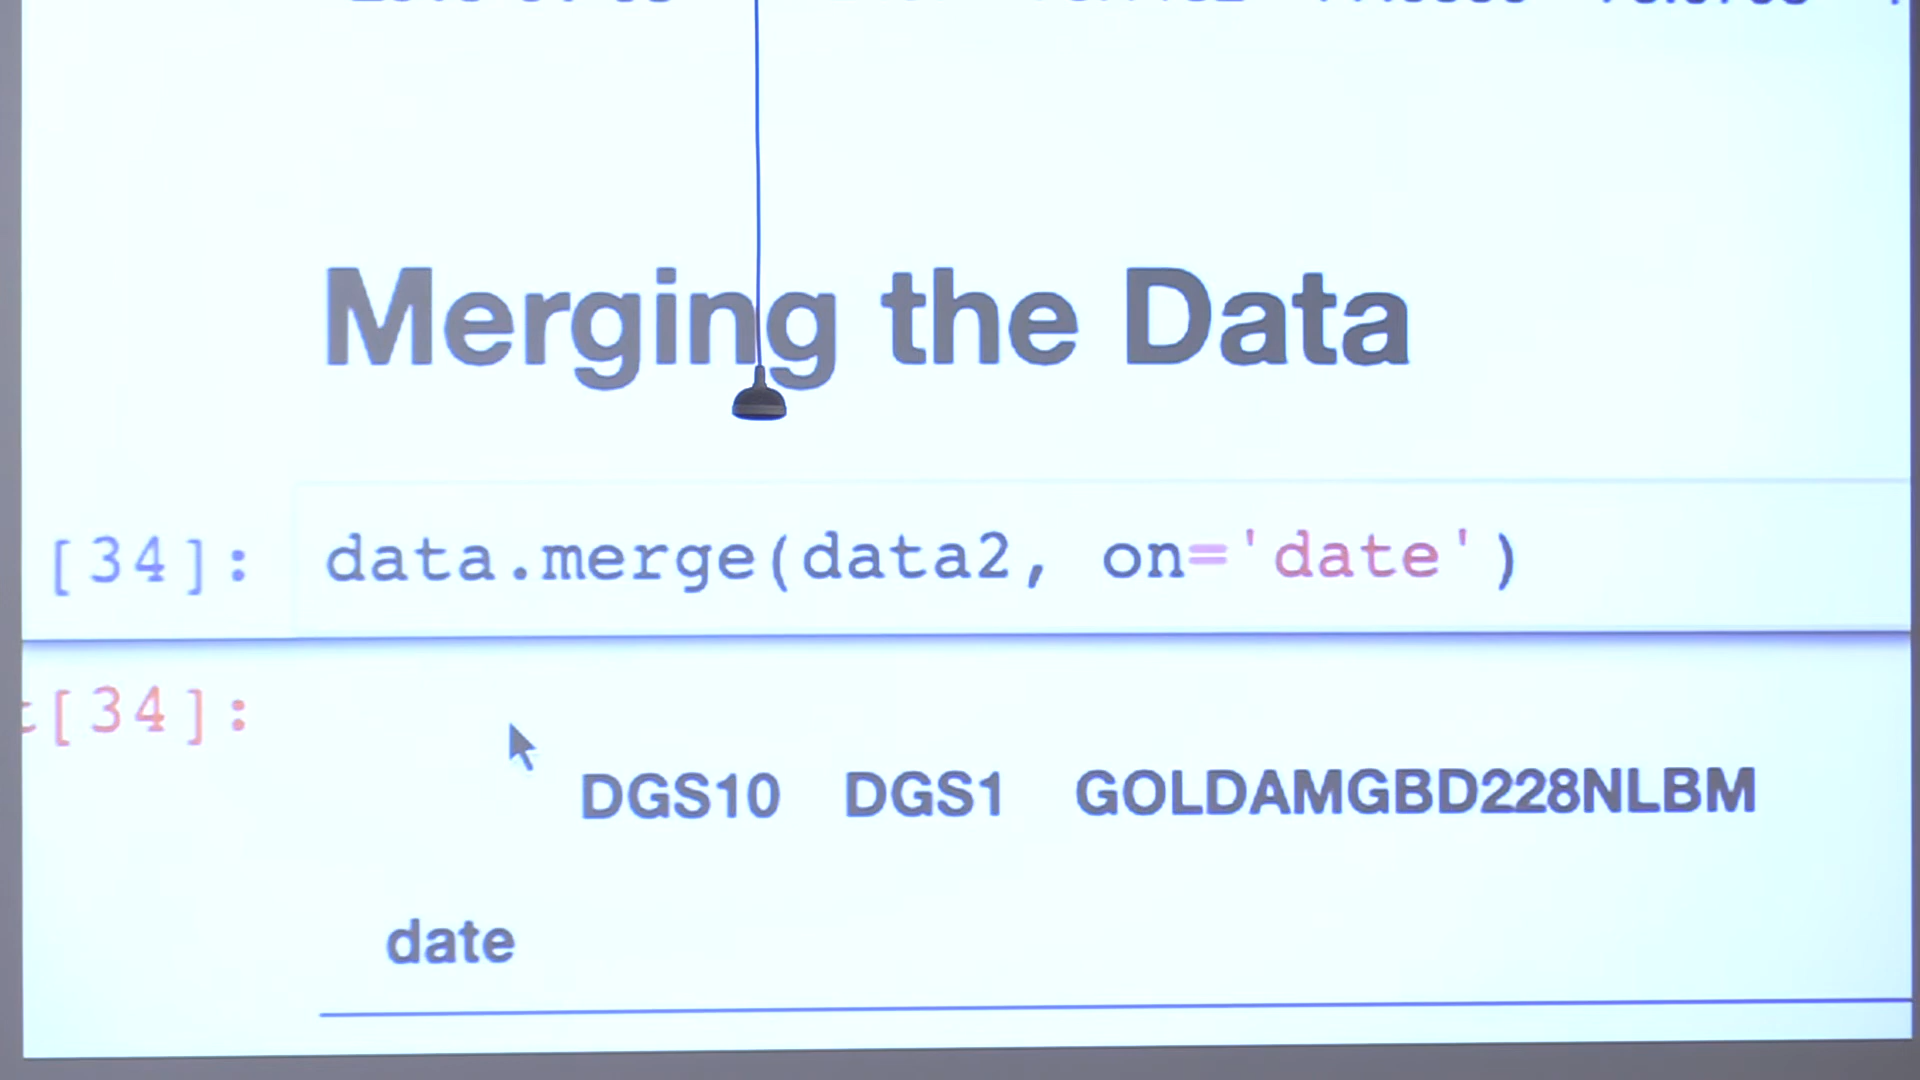 Merging the Data
[34]: data.merge(data2, on='date')
t[34]:
DGS10 DGS1 GOLDAMGBD228NLBM
date